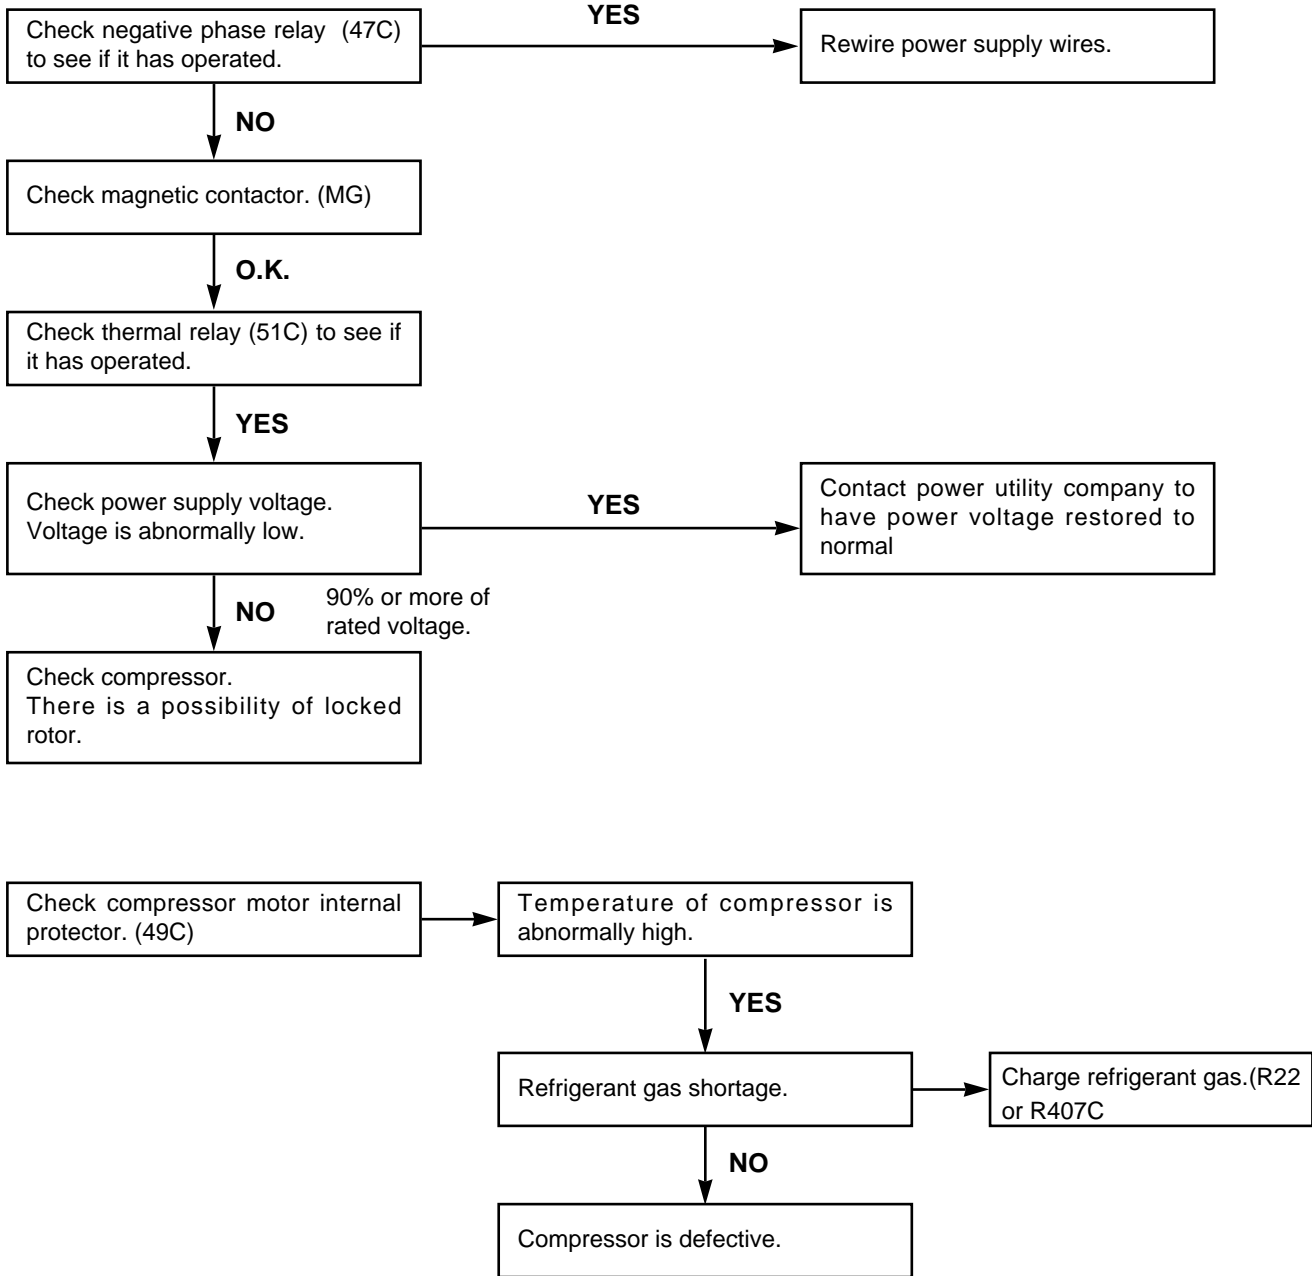 Check negative phase relay (47C)
to see if it has operated.
YES
Rewire power supply wires.
NO
Check magnetic contactor. (MG)
O.K.
Check thermal relay (51C) to see if
it has operated.
YES
Check power supply voltage.
Voltage is abnormally low.
YES
Contact power utility company to
have power voltage restored to
normal
NO
90% or more of
rated voltage.
Check compressor.
There is a possibility of locked
rotor.
Check compressor motor internal
protector. (49C)
Temperature of compressor is
abnormally high.
YES
Refrigerant gas shortage.
Charge refrigerant gas.(R22
or R407C
NO
Compressor is defective.